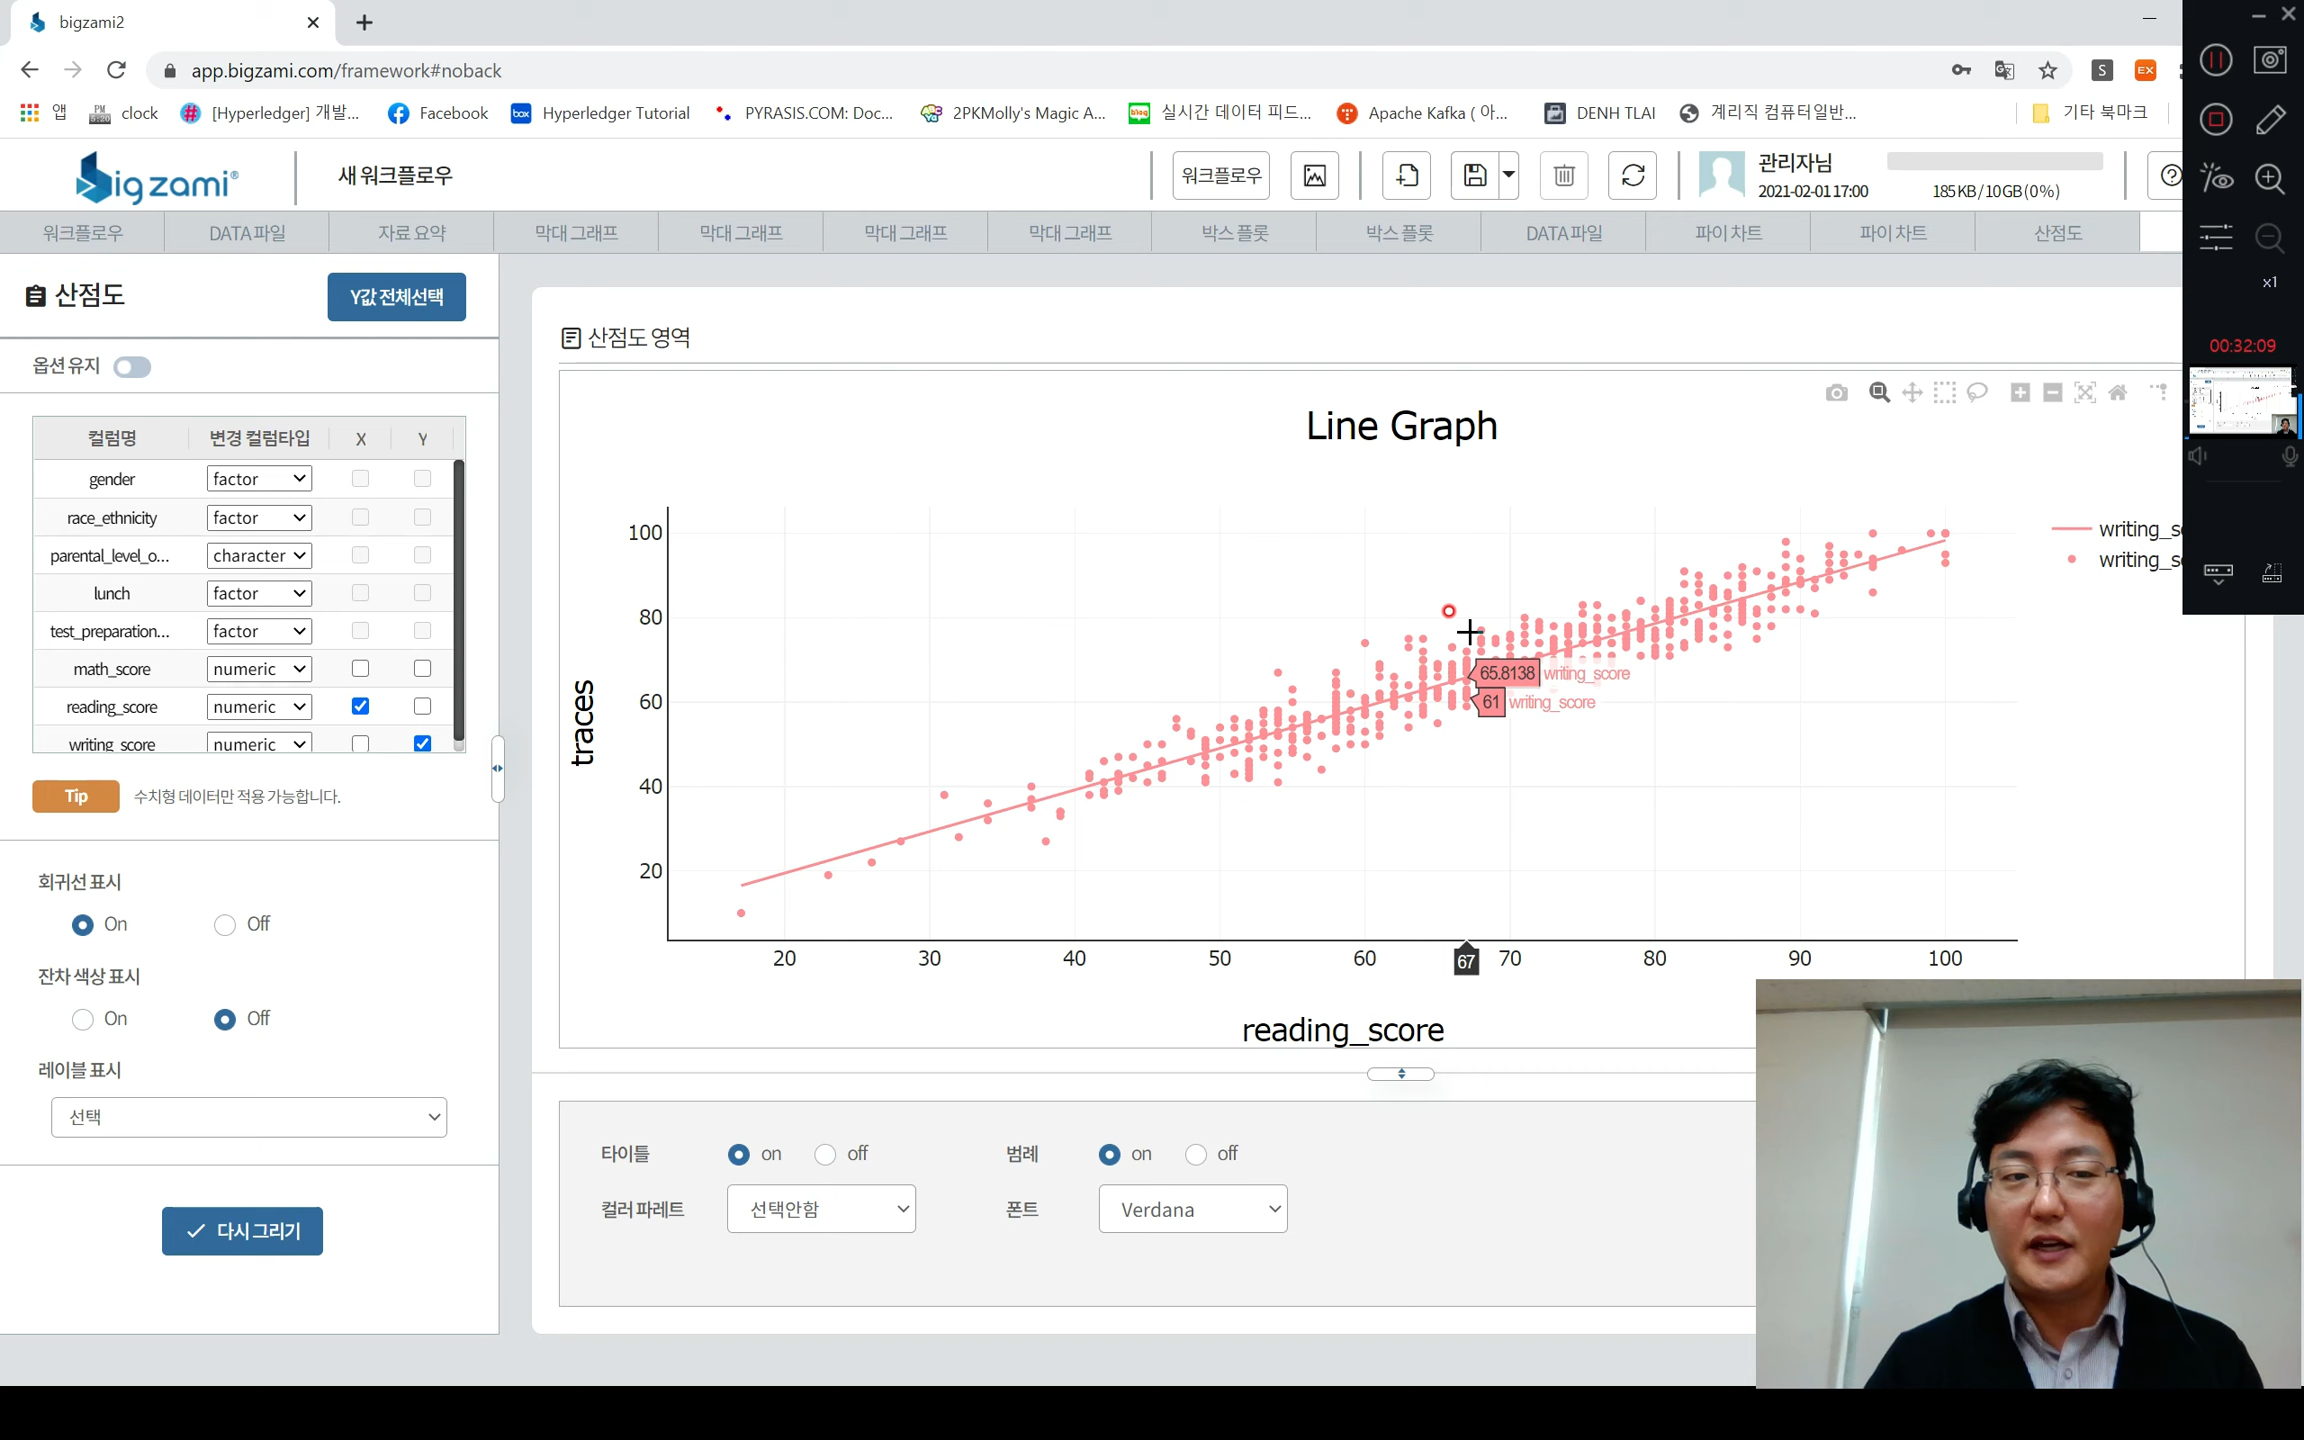 bigzami2
app.bigzami.com/framework#noback
S
EX
앱
PM
5:20
clock
[Hyperledger] 개발...
Facebook
box
Hyperledger Tutorial
PYRASIS.COM: Doc...
2PKMolly's Magic A...
blog
실시간 데이터 피드...
Apache Kafka ( 아...
DENH TLAI
계리직 컴퓨터일반...
기타 북마크
big zami®
새 워크플로우
워크플로우
관리자님
2021-02-01 17:00
185 KB / 10 GB (0%)
워크플로우
DATA 파일
자료 요약
막대 그래프
막대 그래프
막대 그래프
막대 그래프
박스 플롯
박스 플롯
DATA 파일
파이 차트
파이 차트
산점도
x1
00:32:09
산점도
Y값 전체선택
옵션 유지
컬럼명 변경 컬럼타입 X Y
gender factor
race_ethnicity factor
parental_level_o... character
lunch factor
test_preparation... factor
math_score numeric
reading_score numeric
writing_score numeric
Tip 수치형 데이터만 적용 가능합니다.
회귀선 표시
On Off
잔차 색상 표시
On Off
레이블 표시
선택
다시 그리기
산점도 영역
Line Graph
writing_s
writing_s
traces
100
80
60
40
20
65.8138 writing_score
61 writing_score
20 30 40 50 60 67 70 80 90 100
reading_score
타이틀 on off 범례 on off
컬러 파레트 선택안함 폰트 Verdana